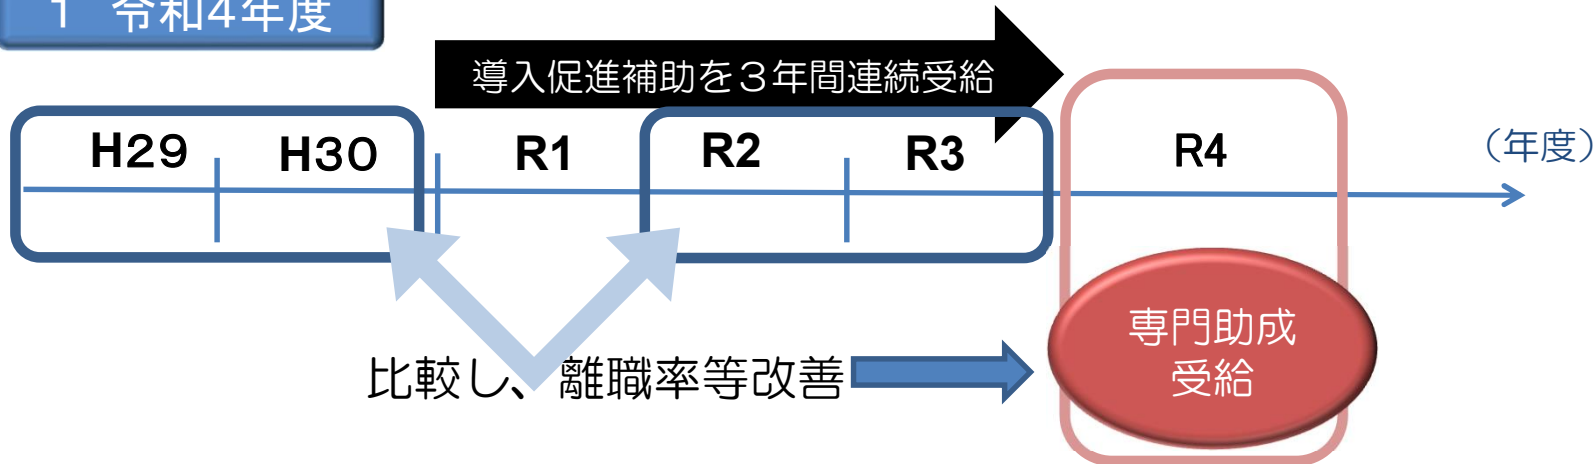 １ 令和4年度
導入促進補助を３年間連続受給
H29 H30 R1 R2 R3 R4 （年度）
比較し、離職率等改善
専門助成
受給